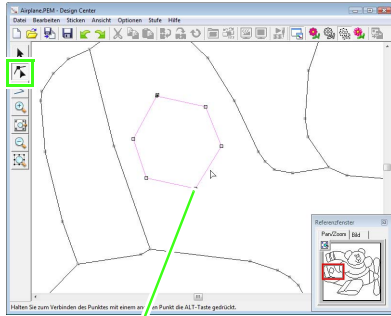 Airplane.PEM - Design Center
Datei Bearbeiten Sticken Ansicht Optionen Stufe Hilfe
Referenzfenster
Pan/Zoom Bild
Halten Sie zum Verbinden des Punktes mit einem anderen Punkt die ALT-Taste gedrückt.